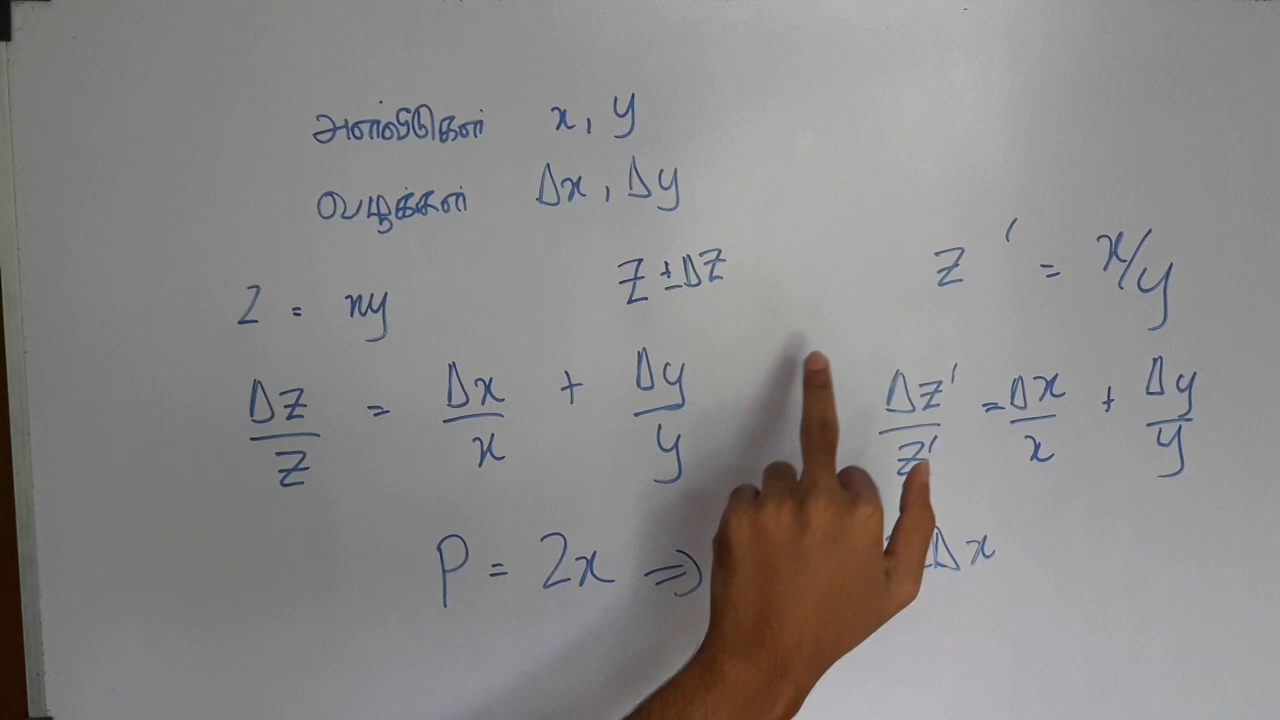 அளவீடுகள் x, y
வழுக்கள் Δx, Δy
Z ± ΔZ
Z = xy
Z' = x/y
ΔZ/Z = Δx/x + Δy/y
ΔZ'/Z' = Δx/x + Δy/y
P = 2x ⇒ Δx